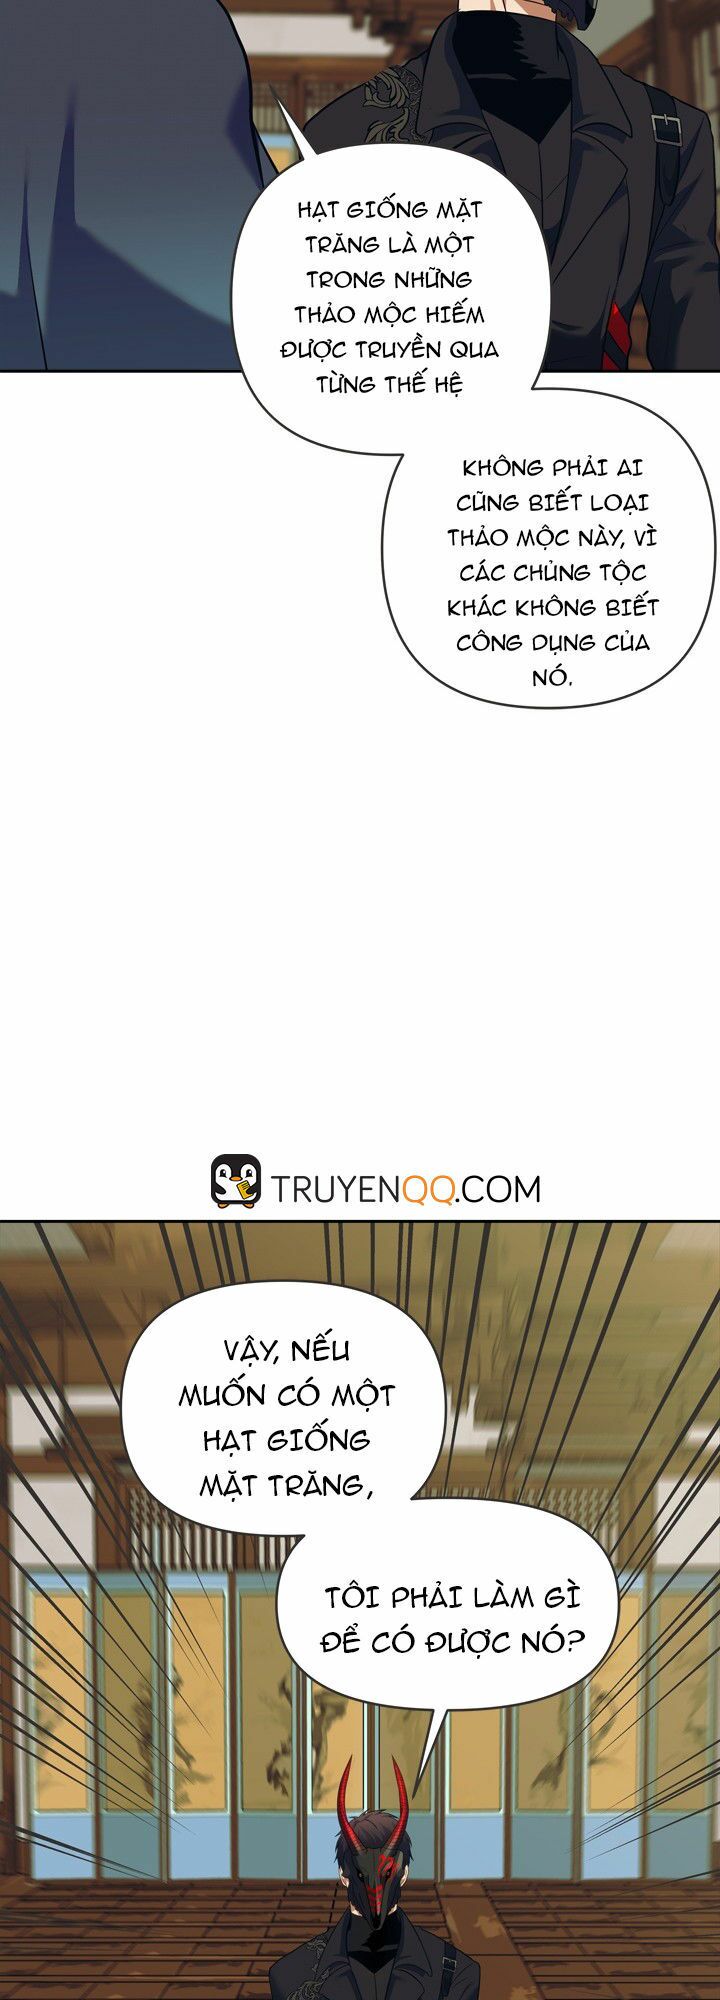 HẠT GIỐNG MẶT
TRĂNG LÀ MỘT
TRONG NHỮNG
THẢO MỘC HIẾM
ĐƯỢC TRUYỀN QUA
TỪNG THẾ HỆ
KHÔNG PHẢI AI
CŨNG BIẾT LOẠI
THẢO MỘC NÀY, VÌ
CÁC CHỦNG TỘC
KHÁC KHÔNG BIẾT
CÔNG DỤNG CỦA
NÓ.
TRUYENQQ.COM
VẬY, NẾU
MUỐN CÓ MỘT
HẠT GIỐNG
MẶT TRĂNG,
TÔI PHẢI LÀM GÌ
ĐỂ CÓ ĐƯỢC NÓ?